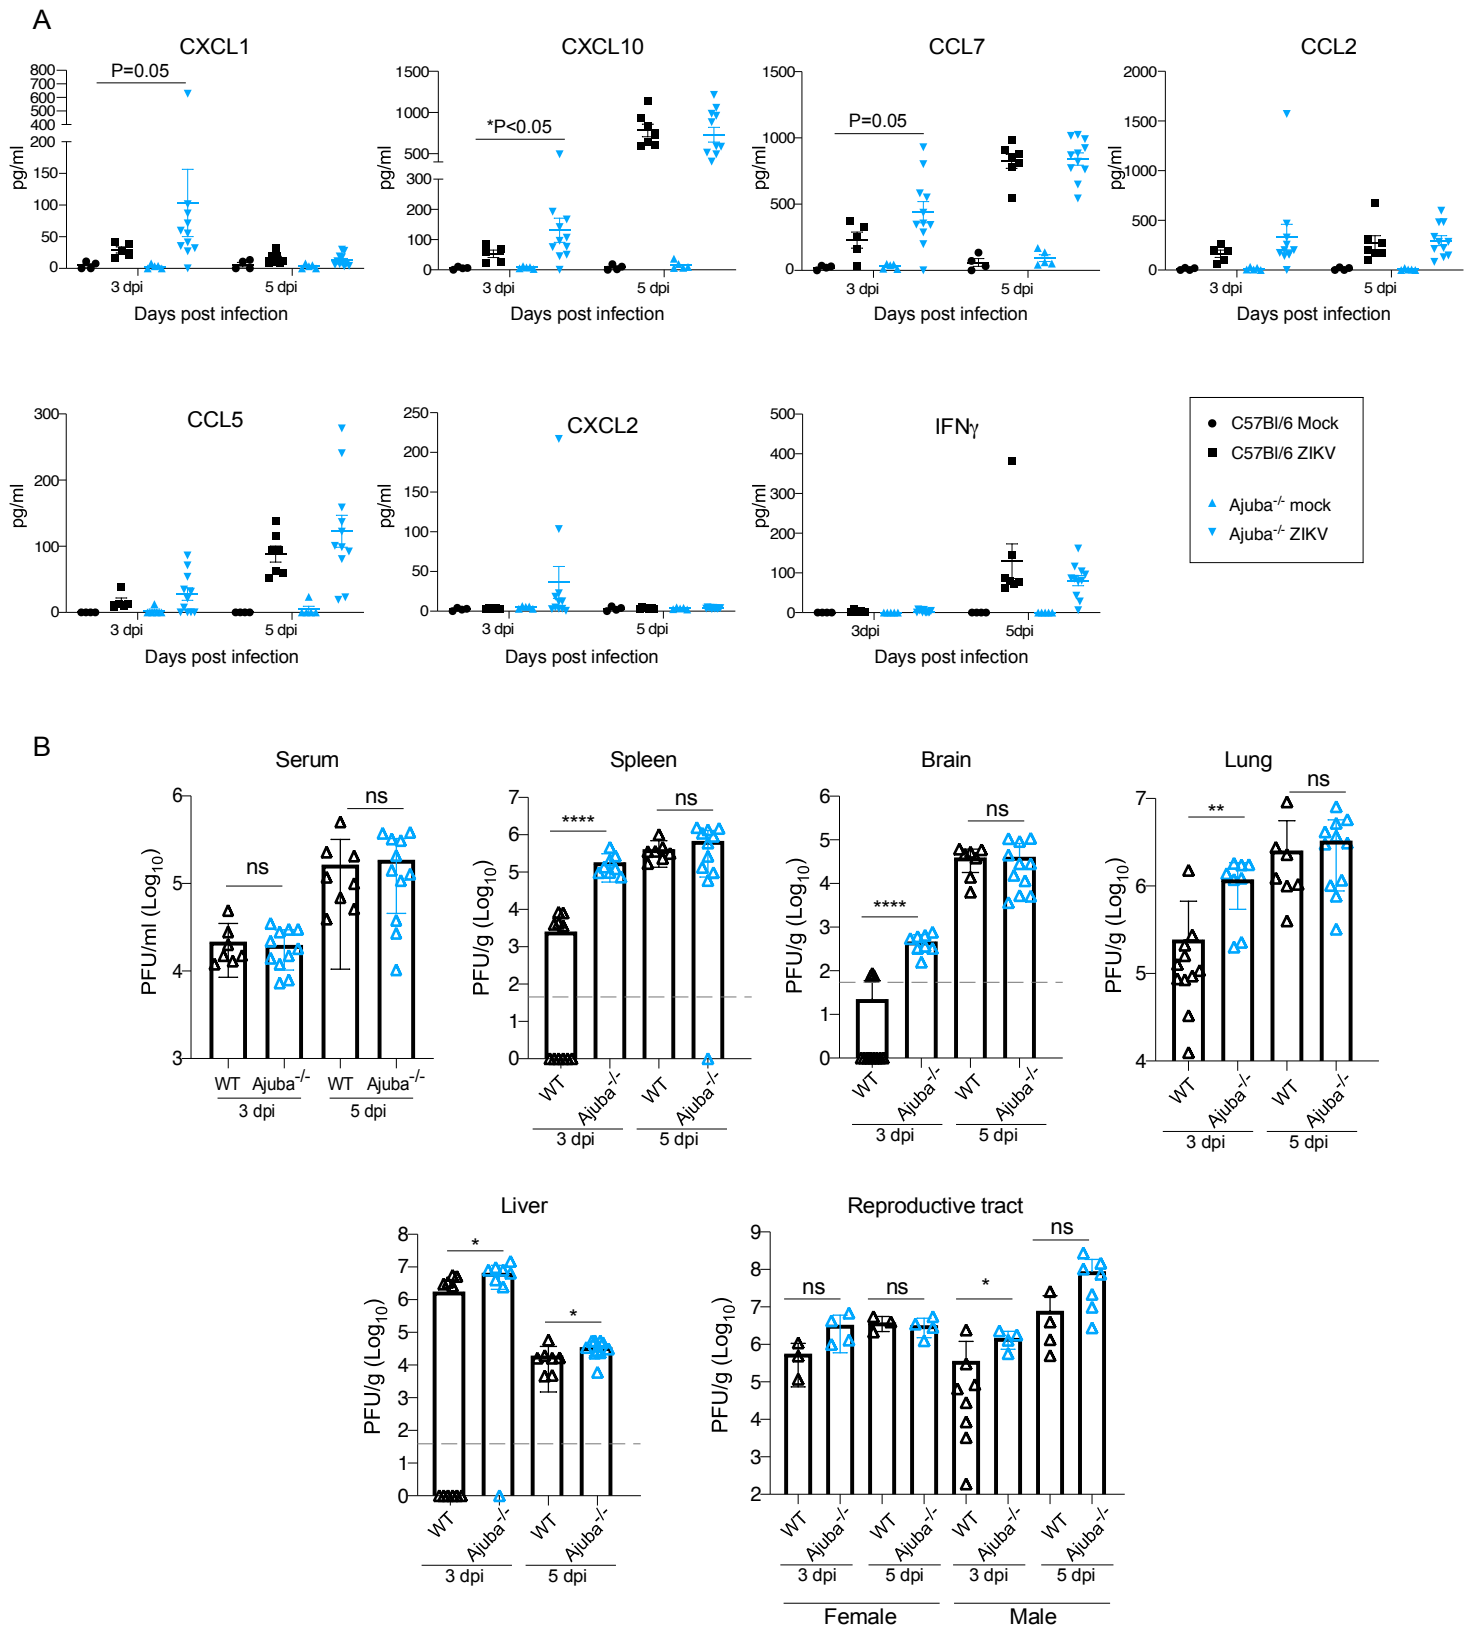 A
CXCL1
CXCL10
CCL7
CCL2
pg/ml
800
700
600
500
400
200
150
100
50
0
P=0.05
3 dpi
5 dpi
Days post infection
pg/ml
1500
1000
500
300
200
100
0
*P<0.05
3 dpi
5 dpi
Days post infection
pg/ml
1500
1000
500
0
P=0.05
3 dpi
5 dpi
Days post infection
pg/ml
2000
1500
1000
500
0
3 dpi
5 dpi
Days post infection
CCL5
CXCL2
IFNγ
pg/ml
300
200
100
0
3 dpi
5 dpi
Days post infection
pg/ml
250
200
150
100
50
0
3 dpi
5 dpi
Days post infection
pg/ml
500
400
300
200
100
0
3dpi
5dpi
Days post infection
C57Bl/6 Mock
C57Bl/6 ZIKV
Ajuba-/- mock
Ajuba-/- ZIKV
B
Serum
Spleen
Brain
Lung
PFU/ml (Log10)
6
5
4
3
ns
ns
WT Ajuba-/- WT Ajuba-/-
3 dpi
5 dpi
PFU/g (Log10)
7
6
5
4
3
2
1
0
****
ns
WT Ajuba-/- WT Ajuba-/-
3 dpi
5 dpi
PFU/g (Log10)
6
5
4
3
2
1
0
****
ns
WT Ajuba-/- WT Ajuba-/-
3 dpi
5 dpi
PFU/g (Log10)
7
6
5
4
**
ns
WT Ajuba-/- WT Ajuba-/-
3 dpi
5 dpi
Liver
Reproductive tract
PFU/g (Log10)
8
7
6
5
4
3
2
1
0
*
*
WT Ajuba-/- WT Ajuba-/-
3 dpi
5 dpi
PFU/g (Log10)
9
8
7
6
5
4
3
2
ns
ns
*
ns
WT Ajuba-/- WT Ajuba-/- WT Ajuba-/- WT Ajuba-/-
3 dpi
5 dpi
3 dpi
5 dpi
Female
Male